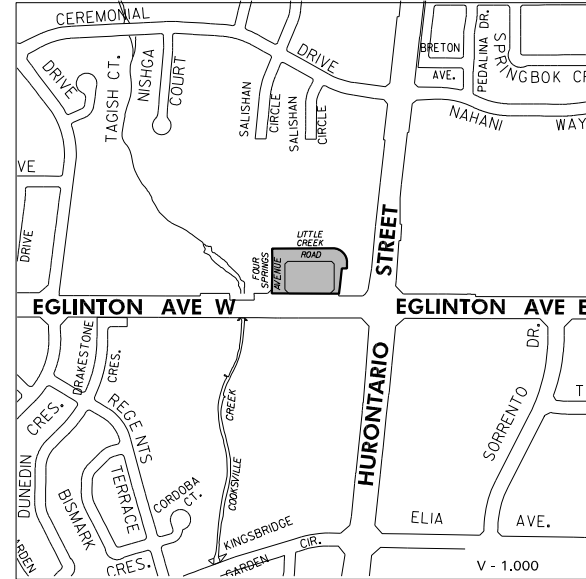 CEREMONIAL
DRIVE
DRIVE
TAGISH CT.
NISHGA
COURT
SALISHAN
CIRCLE
SALISHAN
CIRCLE
BRETON
AVE.
PEDALINA DR.
SPRINGBOK CR
NAHANI WAY
VE
DRIVE
STREET
LITTLE
CREEK
ROAD
FOUR
SPRINGS
AVENUE
EGLINTON AVE W
EGLINTON AVE E
DRAKESTONE
CRES.
REGENTS
TERRACE
CRES.
DUNEDIN
BISMARK
CRES.
ARDEN
CORDOBA
CT.
COOKSVILLE CREEK
KINGSBRIDGE
GARDEN
CIR.
HURONTARIO
SORRENTO DR.
T
ELIA AVE.
V - 1.000